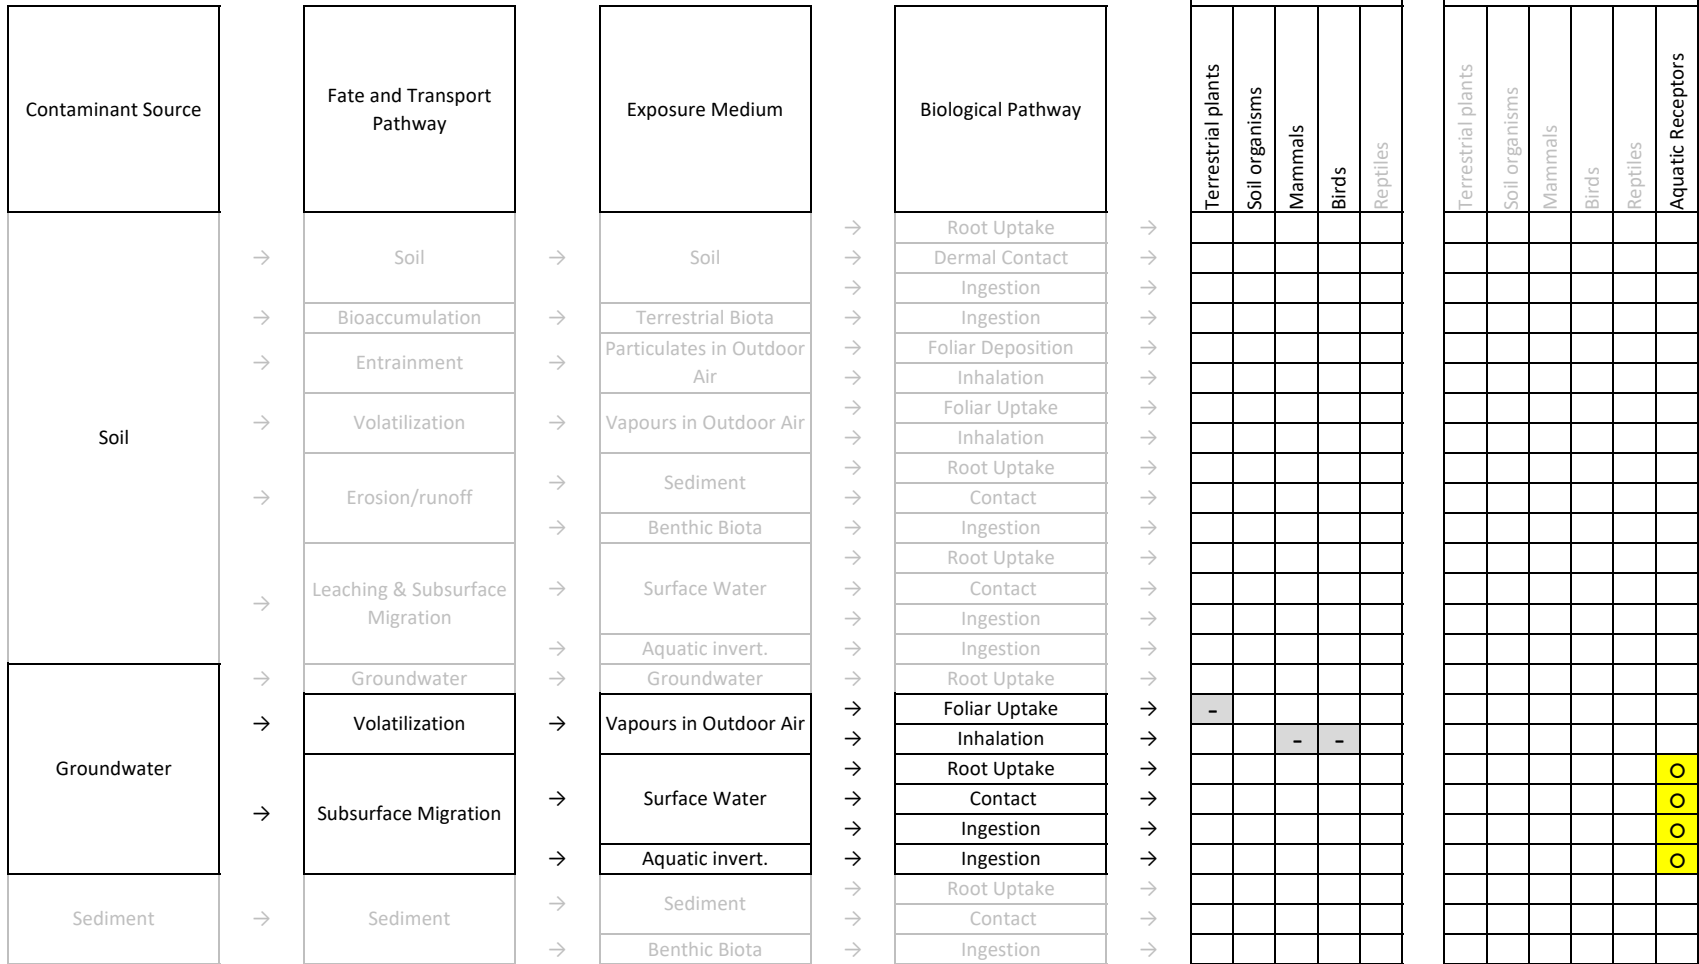 Contaminant Source
Fate and Transport
Pathway
Exposure Medium
Biological Pathway
Terrestrial plants
Soil organisms
Mammals
Birds
Reptiles
Terrestrial plants
Soil organisms
Mammals
Birds
Reptiles
Aquatic Receptors
→ Root Uptake →
Soil → Soil → Soil → Dermal Contact →
→ Ingestion →
→ Bioaccumulation → Terrestrial Biota → Ingestion →
→ Entrainment → Particulates in Outdoor
Air
→ Foliar Deposition →
→ Inhalation →
→ Volatilization → Vapours in Outdoor Air → Foliar Uptake →
→ Inhalation →
→ Erosion/runoff → Sediment → Root Uptake →
→ Contact →
→ Benthic Biota → Ingestion →
→ Leaching & Subsurface
Migration
→ Surface Water → Root Uptake →
→ Contact →
→ Ingestion →
→ Aquatic invert. → Ingestion →
Groundwater → Groundwater → Groundwater → Root Uptake →
→ Volatilization → Vapours in Outdoor Air → Foliar Uptake → -
→ Inhalation → - -
→ Subsurface Migration → Surface Water → Root Uptake → O
→ Contact → O
→ Ingestion → O
→ Aquatic invert. → Ingestion → O
Sediment → Sediment → Sediment → Root Uptake →
→ Contact →
→ Benthic Biota → Ingestion →